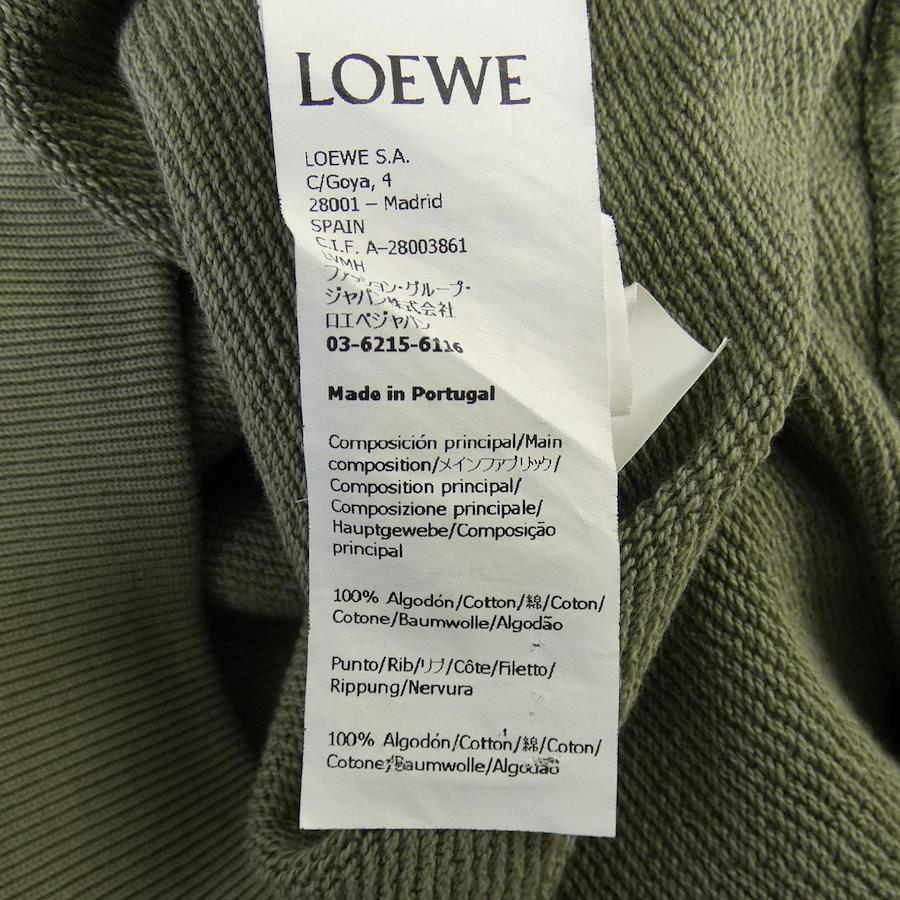 LOEWE
LOEWE S.A.
C/Goya, 4
28001 – Madrid
SPAIN
C.I.F. A–28003861
LVMH
ファッション・グループ・
ジャパン株式会社
ロエベジャパン
03-6215-6116
Made in Portugal
Composición principal/Main
composition/メインファブリック/
Composition principal/
Composizione principale/
Hauptgewebe/Composição
principal
100% Algodón/Cotton/綿/Coton/
Cotone/Baumwolle/Algodão
Punto/Rib/リブ/Côte/Filetto/
Rippung/Nervura
100% Algodón/Cotton/綿/Coton/
Cotone/Baumwolle/Algodão